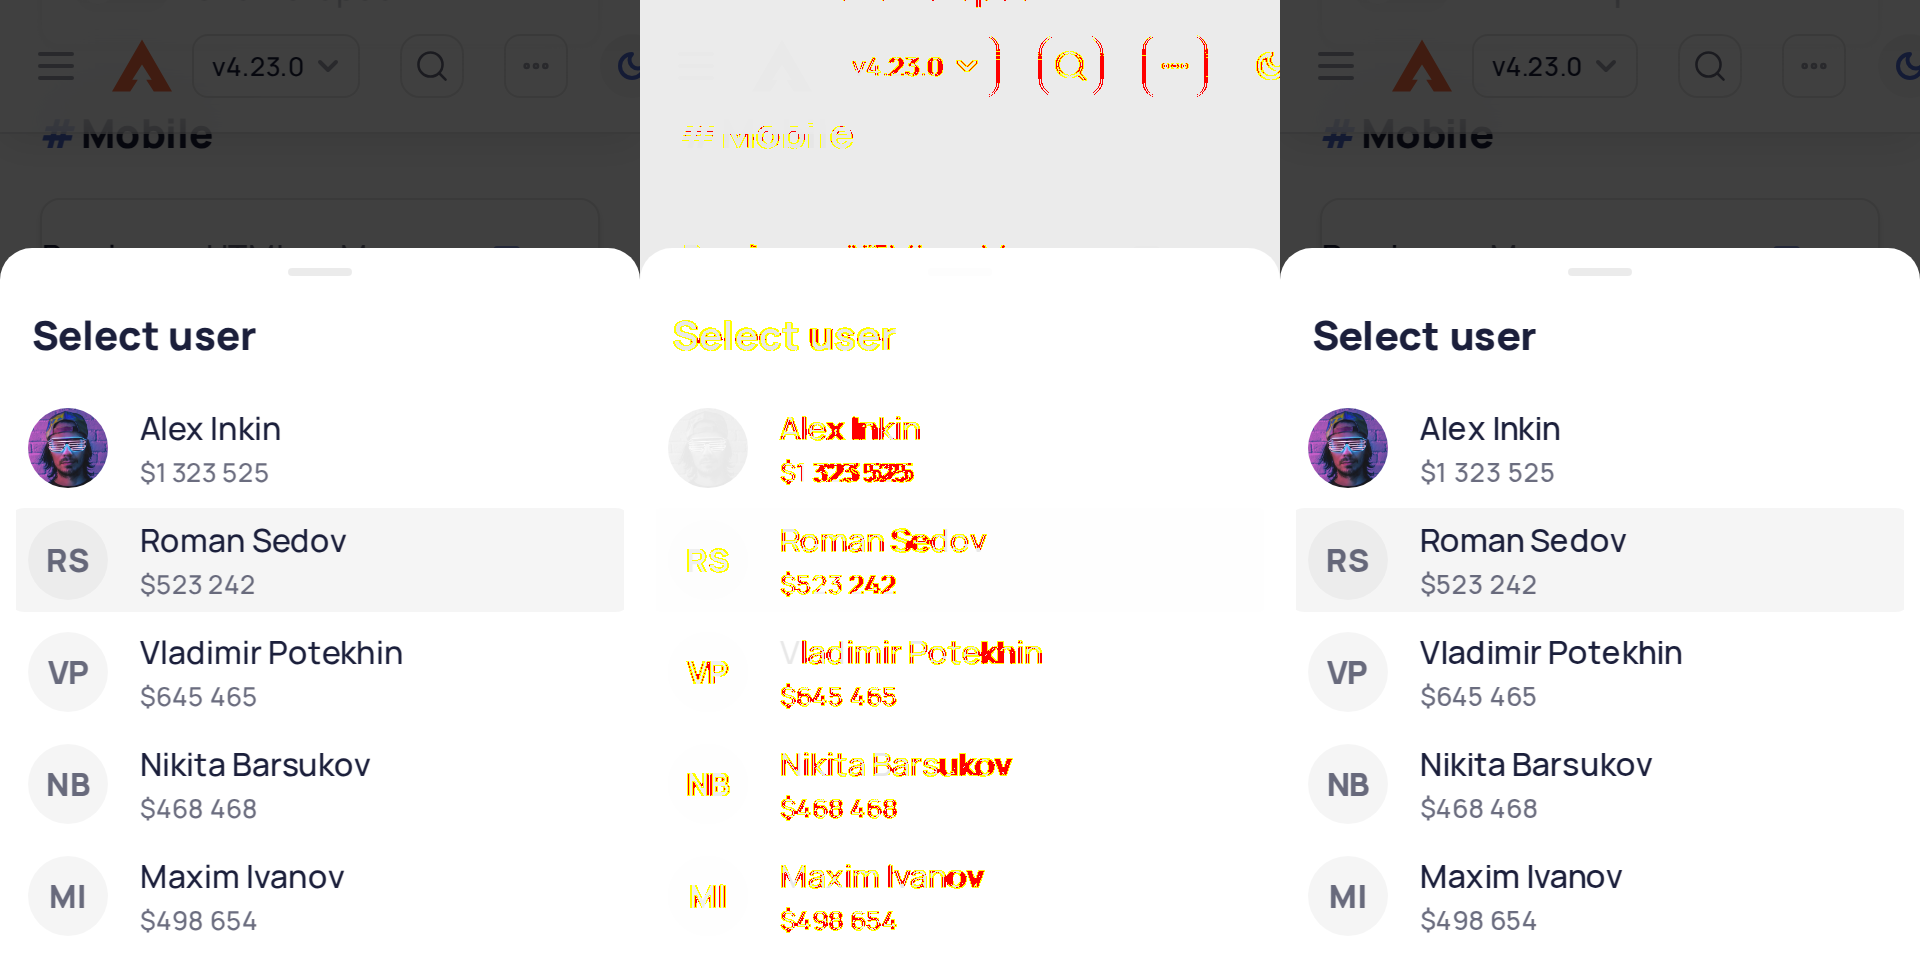 v4.23.0
v4.23.0
v4.23.0
# Mobile
# Mobile
Select user
Select user
Select user
Alex Inkin
$1 323 525
Alex Inkin
$1 323 525
Alex Inkin
$1 323 525
RS
Roman Sedov
$523 242
RS
Roman Sedov
$523 242
RS
Roman Sedov
$523 242
VP
Vladimir Potekhin
$645 465
VP
Vladimir Potekhin
$645 465
VP
Vladimir Potekhin
$645 465
NB
Nikita Barsukov
$468 468
NB
Nikita Barsukov
$468 468
NB
Nikita Barsukov
$468 468
MI
Maxim Ivanov
$498 654
MI
Maxim Ivanov
$498 654
MI
Maxim Ivanov
$498 654